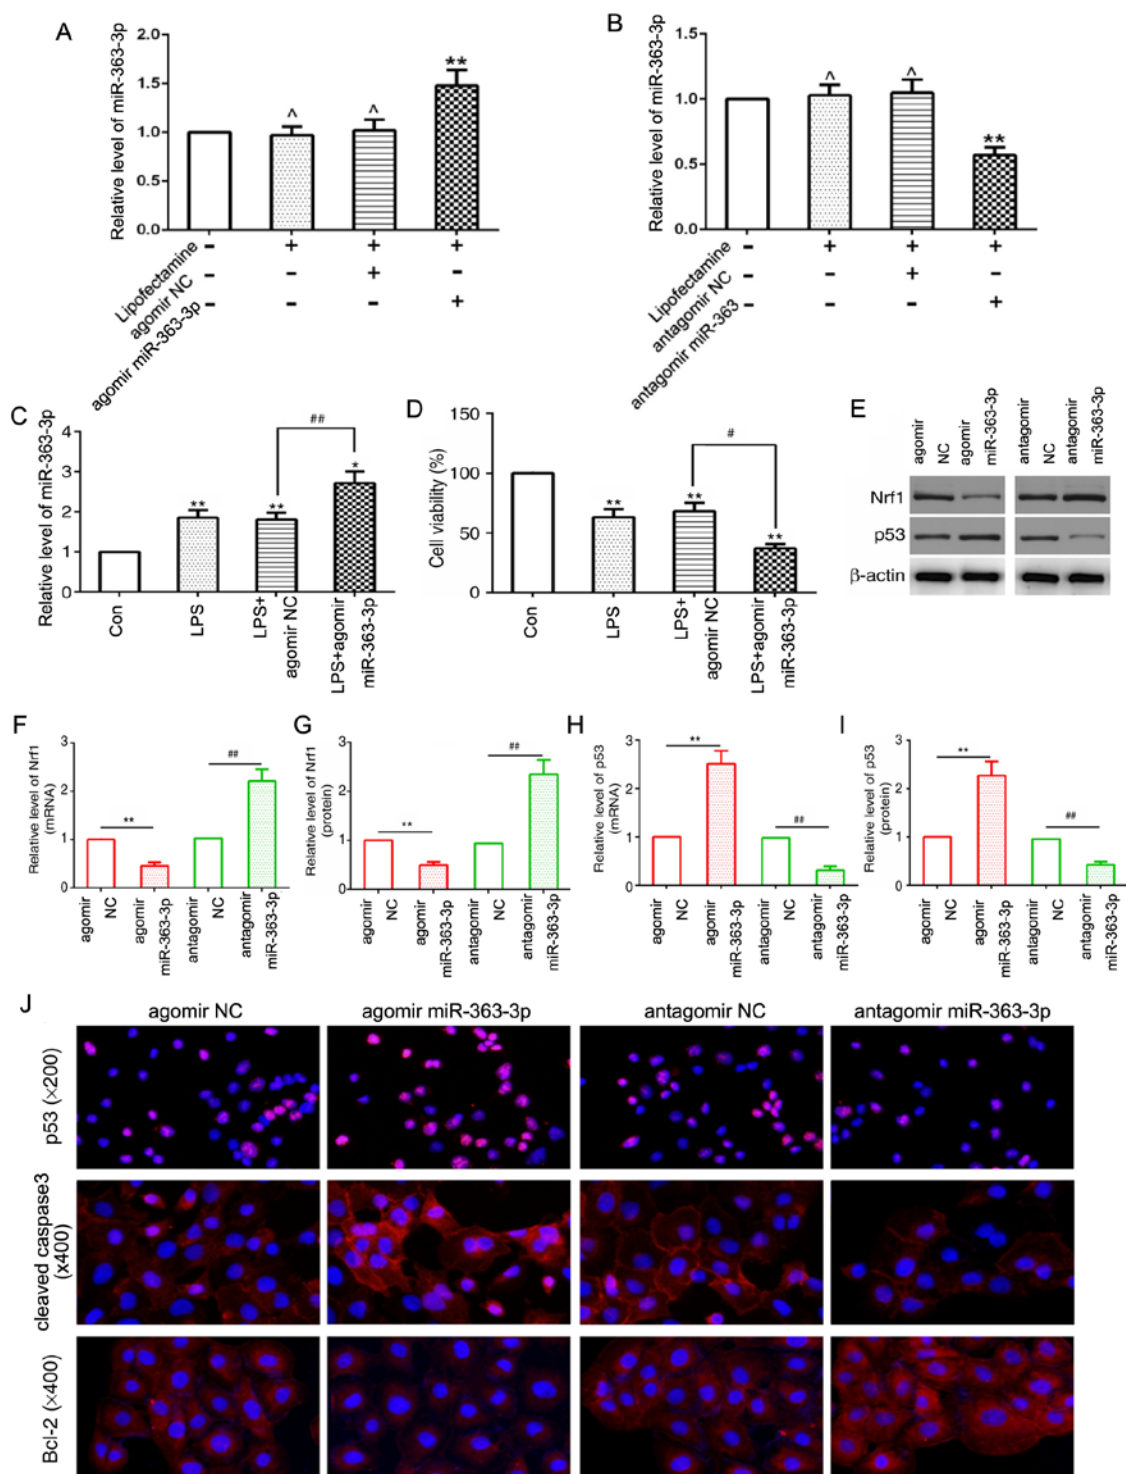 A
Relative level of miR-363-3p
2.0
1.5
1.0
0.5
0.0
^
^
**
Lipofectamine - + + +
agomir NC - - + -
agomir miR-363-3p - - - +
B
Relative level of miR-363-3p
1.5
1.0
0.5
0.0
^
^
**
Lipofectamine - + + +
antagomir NC - - + -
antagomir miR-363 - - - +
C
Relative level of miR-363-3p
4
3
2
1
0
**
**
*
##
Con
LPS
LPS+
agomir NC
LPS+agomir
miR-363-3p
D
Cell viability (%)
150
100
50
0
**
**
**
#
Con
LPS
LPS+
agomir NC
LPS+agomir
miR-363-3p
E
agomir
NC
agomir
miR-363-3p
antagomir
NC
antagomir
miR-363-3p
Nrf1
p53
β-actin
F
Relative level of Nrf1
(mRNA)
3
2
1
0
**
##
agomir
NC
agomir
miR-363-3p
antagomir
NC
antagomir
miR-363-3p
G
Relative level of Nrf1
(protein)
3
2
1
0
**
##
agomir
NC
agomir
miR-363-3p
antagomir
NC
antagomir
miR-363-3p
H
Relative level of p53
(mRNA)
3
2
1
0
**
##
agomir
NC
agomir
miR-363-3p
antagomir
NC
antagomir
miR-363-3p
I
Relative level of p53
(protein)
3
2
1
0
**
##
agomir
NC
agomir
miR-363-3p
antagomir
NC
antagomir
miR-363-3p
J
agomir NC
agomir miR-363-3p
antagomir NC
antagomir miR-363-3p
p53 (×200)
cleaved caspase3
(x400)
Bcl-2 (×400)